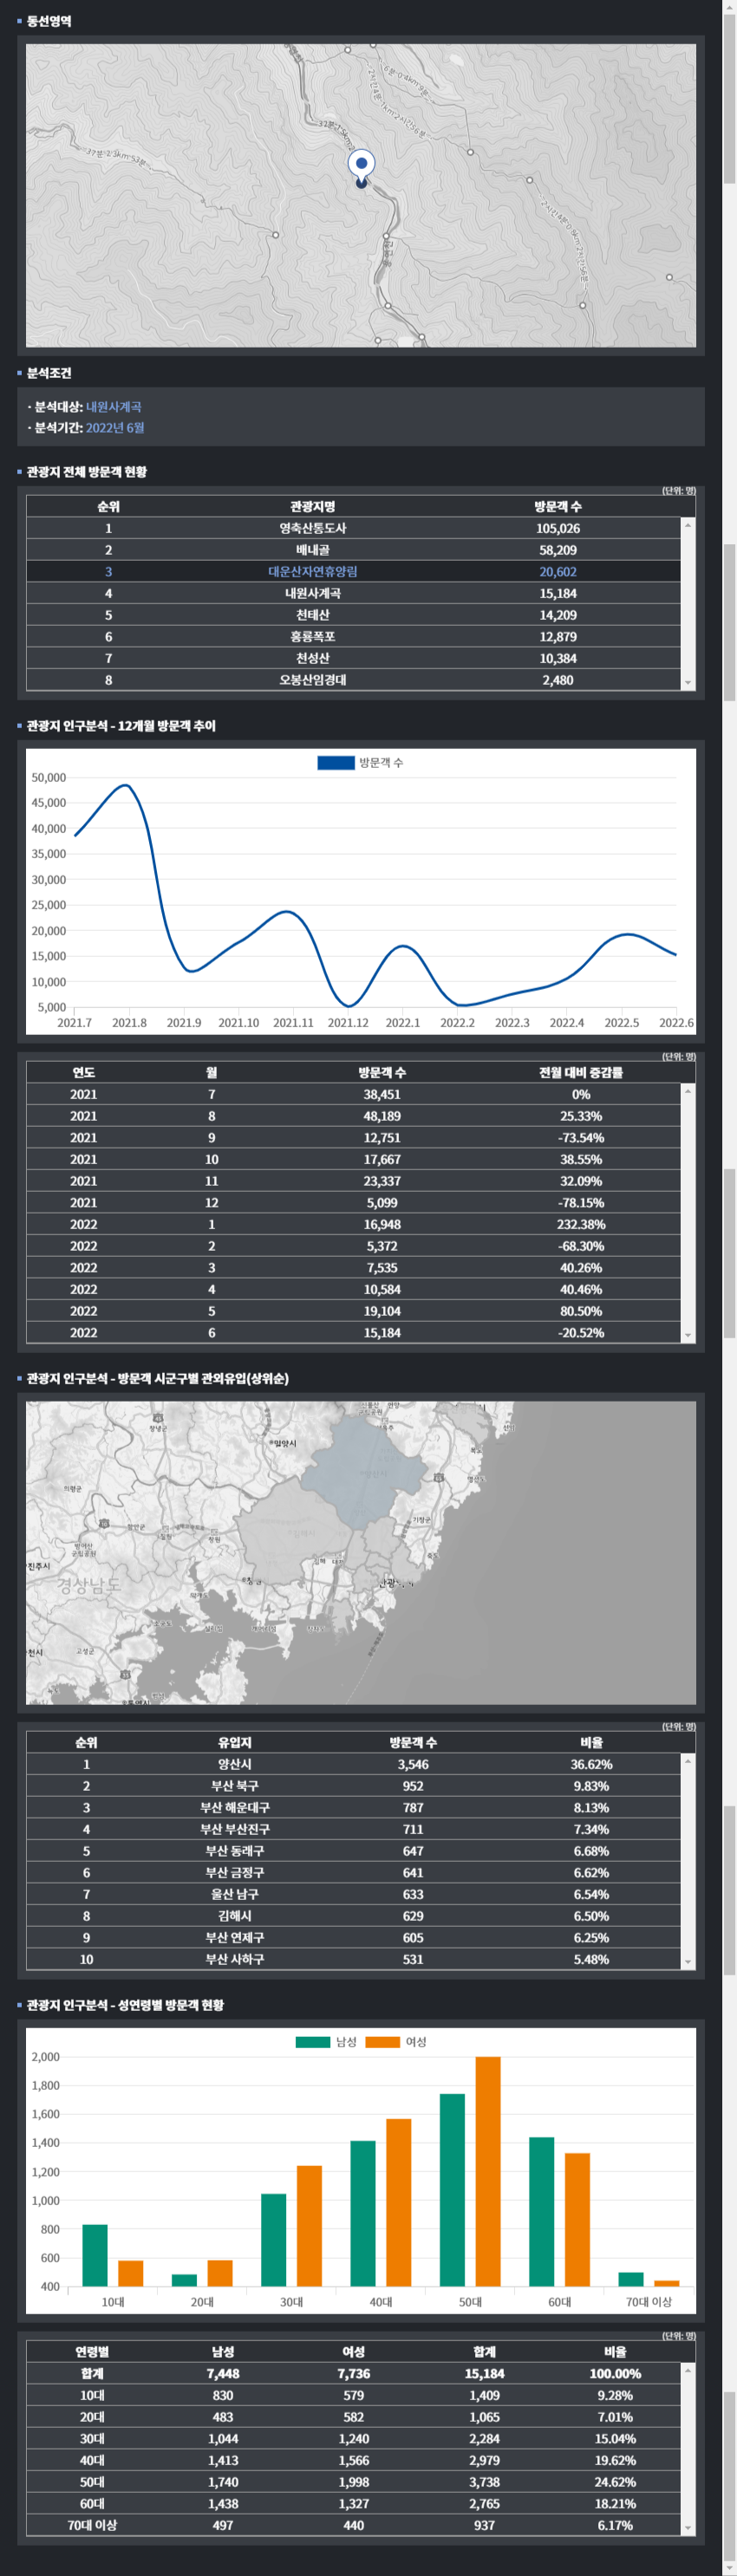 동선영역
분석조건
· 분석대상: 내원사계곡
· 분석기간: 2022년 6월
관광지 전체 방문객 현황
(단위: 명)
순위 관광지명 방문객 수
1 영축산통도사 105,026
2 배내골 58,209
3 대운산자연휴양림 20,602
4 내원사계곡 15,184
5 천태산 14,209
6 홍룡폭포 12,879
7 천성산 10,384
8 오봉산임경대 2,480
관광지 인구분석 - 12개월 방문객 추이
방문객 수
50,000
45,000
40,000
35,000
30,000
25,000
20,000
15,000
10,000
5,000
2021.7 2021.8 2021.9 2021.10 2021.11 2021.12 2022.1 2022.2 2022.3 2022.4 2022.5 2022.6
(단위: 명)
연도 월 방문객 수 전월 대비 증감률
2021 7 38,451 0%
2021 8 48,189 25.33%
2021 9 12,751 -73.54%
2021 10 17,667 38.55%
2021 11 23,337 32.09%
2021 12 5,099 -78.15%
2022 1 16,948 232.38%
2022 2 5,372 -68.30%
2022 3 7,535 40.26%
2022 4 10,584 40.46%
2022 5 19,104 80.50%
2022 6 15,184 -20.52%
관광지 인구분석 - 방문객 시군구별 관외유입(상위순)
밀양시
창녕군
의령군
기장군
진주시
경상남도
고성군
(단위: 명)
순위 유입지 방문객 수 비율
1 양산시 3,546 36.62%
2 부산 북구 952 9.83%
3 부산 해운대구 787 8.13%
4 부산 부산진구 711 7.34%
5 부산 동래구 647 6.68%
6 부산 금정구 641 6.62%
7 울산 남구 633 6.54%
8 김해시 629 6.50%
9 부산 연제구 605 6.25%
10 부산 사하구 531 5.48%
관광지 인구분석 - 성연령별 방문객 현황
남성 여성
2,000
1,800
1,600
1,400
1,200
1,000
800
600
400
10대 20대 30대 40대 50대 60대 70대 이상
(단위: 명)
연령별 남성 여성 합계 비율
합계 7,448 7,736 15,184 100.00%
10대 830 579 1,409 9.28%
20대 483 582 1,065 7.01%
30대 1,044 1,240 2,284 15.04%
40대 1,413 1,566 2,979 19.62%
50대 1,740 1,998 3,738 24.62%
60대 1,438 1,327 2,765 18.21%
70대 이상 497 440 937 6.17%